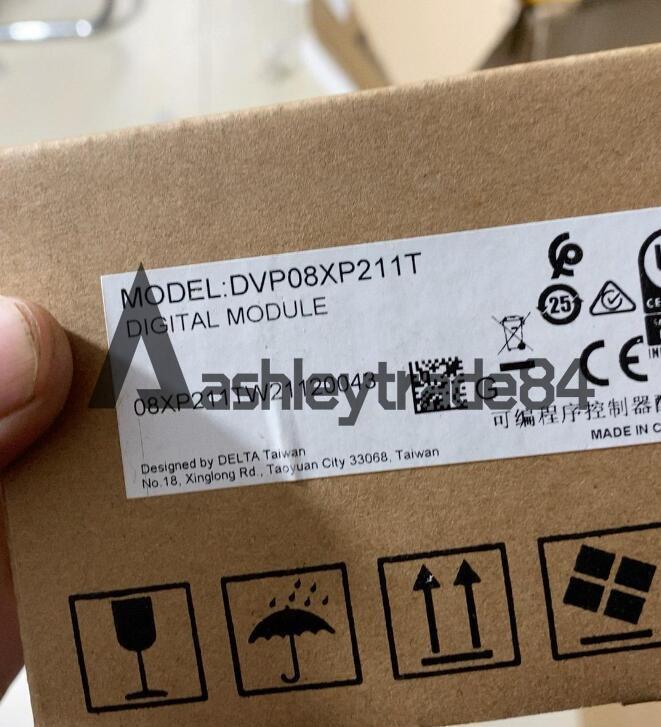 MODEL:DVP08XP211T
DIGITAL MODULE
25
CE
08XP211TW21120043
G
ashleytrade84
可编程序控制器
MADE IN C
Designed by DELTA Taiwan
No.18, Xinglong Rd., Taoyuan City 33068, Taiwan